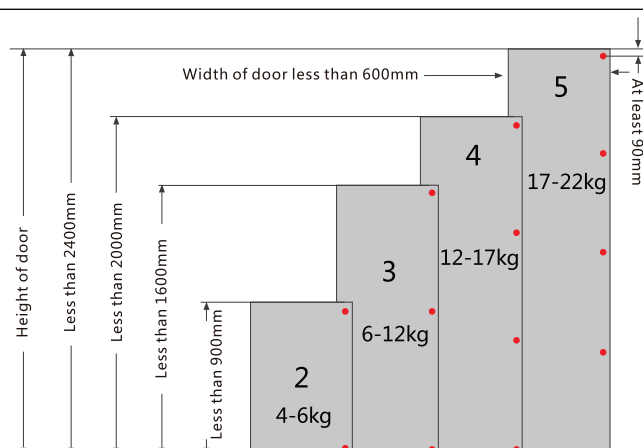 Width of door less than 600mm
5
At least 90mm
4
17-22kg
Height of door
Less than 2400mm
Less than 2000mm
Less than 1600mm
12-17kg
3
6-12kg
Less than 900mm
2
4-6kg